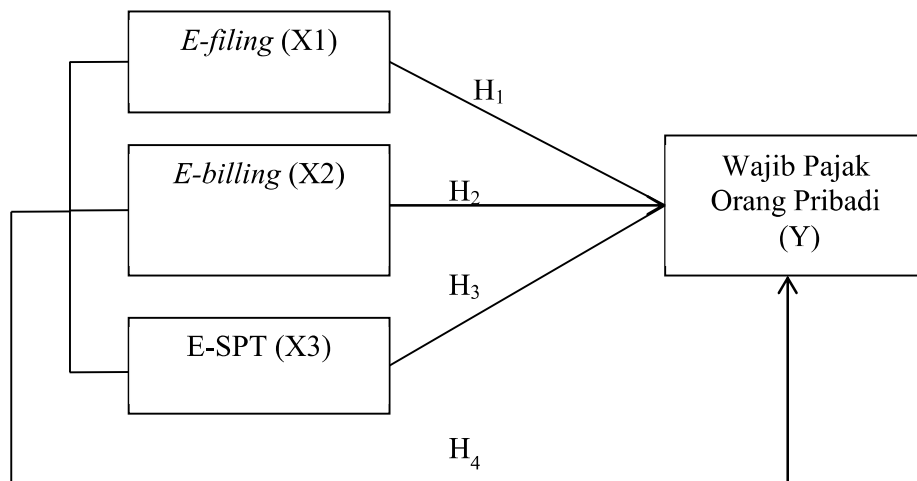 E-filing (X1)
H₁
E-billing (X2)
H₂
Wajib Pajak
Orang Pribadi
(Y)
H₃
E-SPT (X3)
H₄